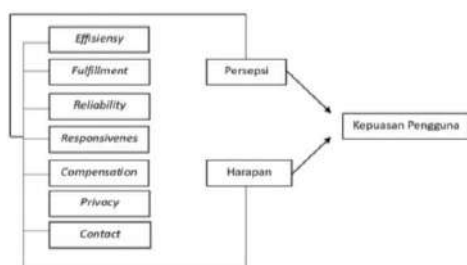 Effisiensy
Fulfillment
Reliability
Responsivenes
Compensation
Privacy
Contact
Persepsi
Harapan
Kepuasan Pengguna